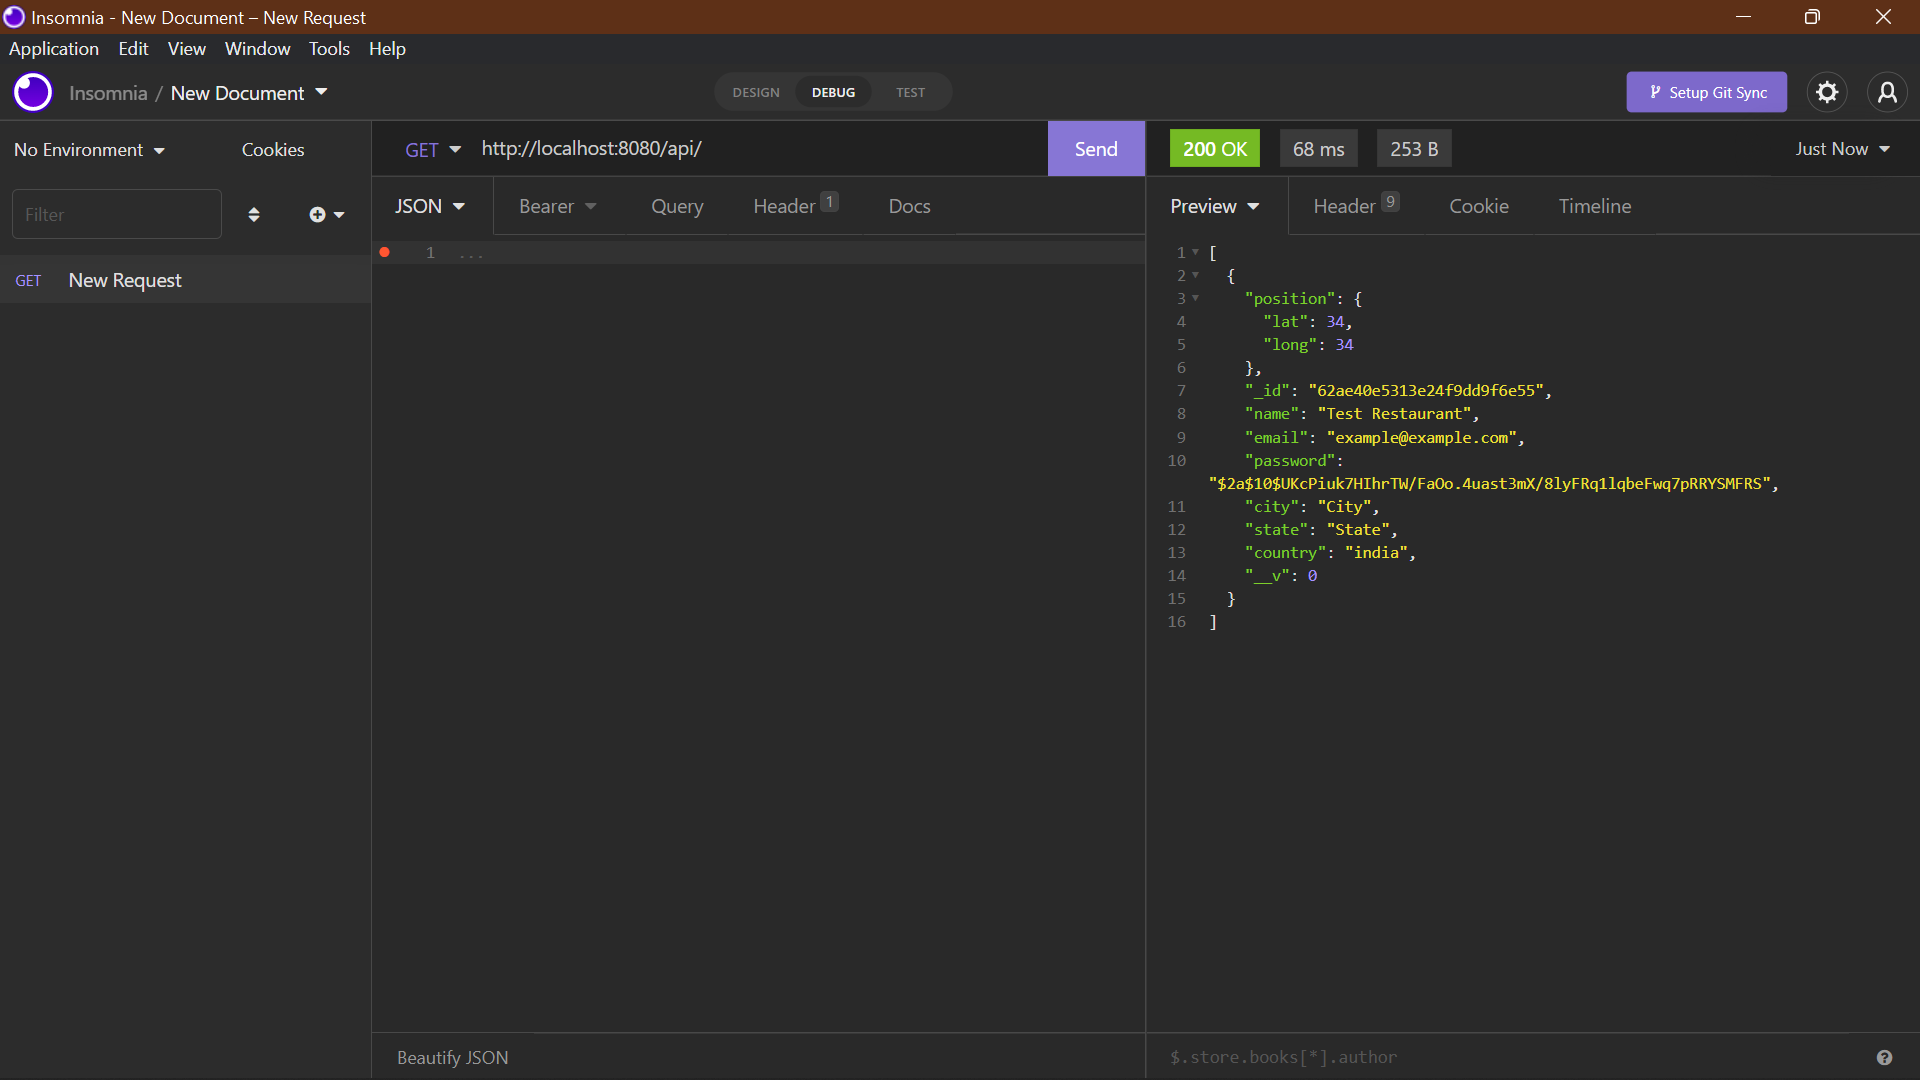 Insomnia - New Document – New Request
Application Edit View Window Tools Help
Insomnia / New Document
DESIGN DEBUG TEST
Setup Git Sync
No Environment Cookies
GET http://localhost:8080/api/ Send
200 OK 68 ms 253 B Just Now
Filter
JSON Bearer Query Header 1 Docs
Preview Header 9 Cookie Timeline
GET New Request
1 ...
1 [
2 {
3 "position": {
4 "lat": 34,
5 "long": 34
6 },
7 "_id": "62ae40e5313e24f9dd9f6e55",
8 "name": "Test Restaurant",
9 "email": "example@example.com",
10 "password":
"$2a$10$UKcPiuk7HIhrTW/FaOo.4uast3mX/8lyFRq1lqbeFwq7pRRYSMFRS",
11 "city": "City",
12 "state": "State",
13 "country": "india",
14 "__v": 0
15 }
16 ]
Beautify JSON
$.store.books[*].author